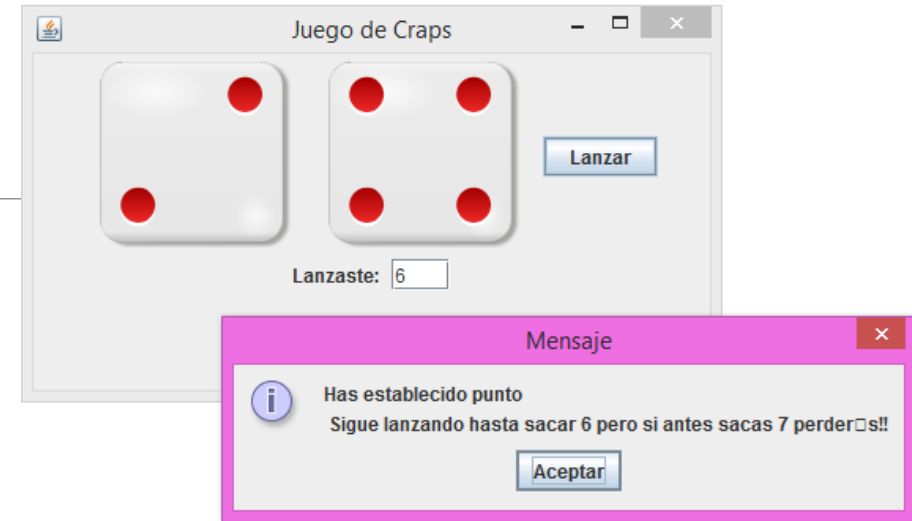 Juego de Craps
Lanzar
Lanzaste: 6
Mensaje
Has establecido punto
Sigue lanzando hasta sacar 6 pero si antes sacas 7 perder□s!!
Aceptar